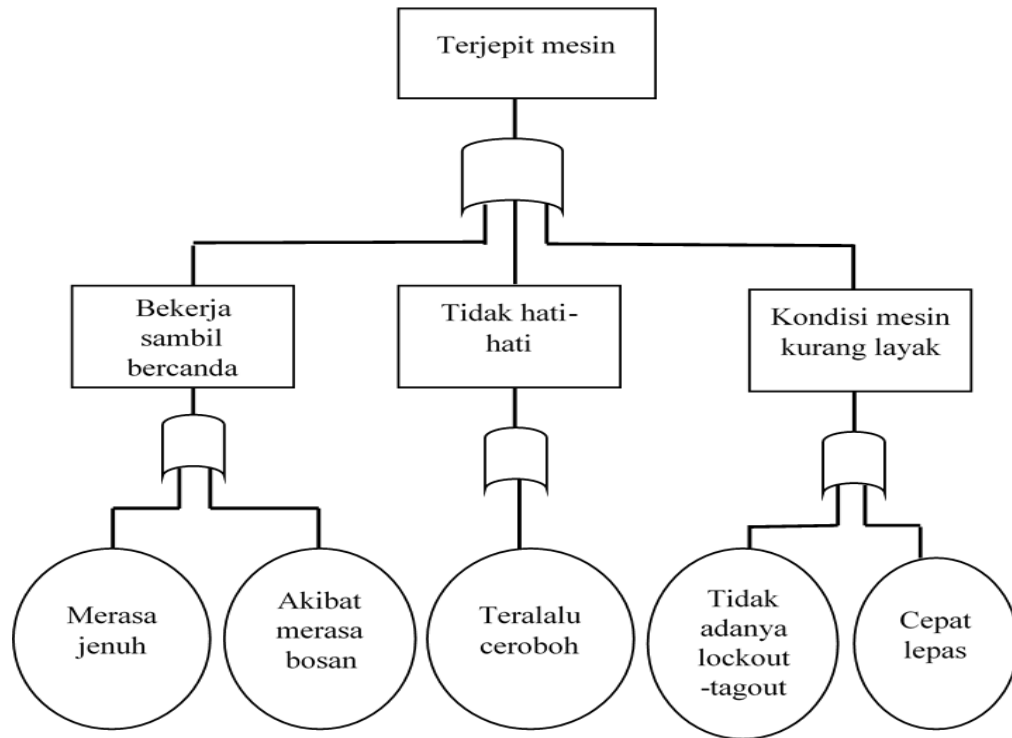 Terjepit mesin
Bekerja
sambil
bercanda
Tidak hati-
hati
Kondisi mesin
kurang layak
Merasa
jenuh
Akibat
merasa
bosan
Teralalu
ceroboh
Tidak
adanya
lockout
-tagout
Cepat
lepas